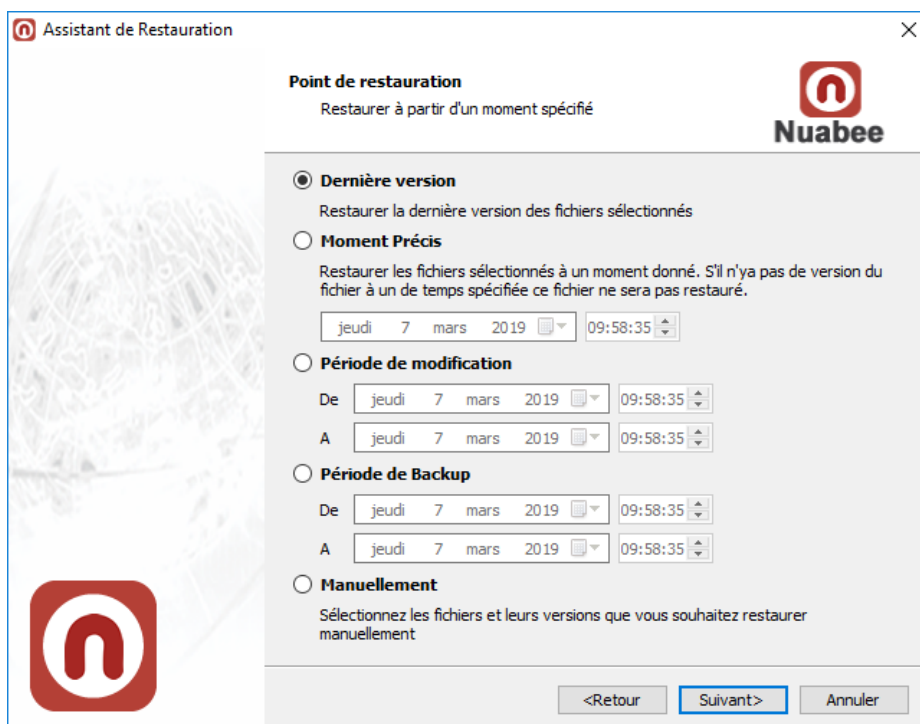 Assistant de Restauration
Point de restauration
Restaurer à partir d'un moment spécifié
Nuabee
Dernière version
Restaurer la dernière version des fichiers sélectionnés
Moment Précis
Restaurer les fichiers sélectionnés à un moment donné. S'il n'ya pas de version du
fichier à un de temps spécifiée ce fichier ne sera pas restauré.
jeudi 7 mars 2019 09:58:35
Période de modification
De jeudi 7 mars 2019 09:58:35
A jeudi 7 mars 2019 09:58:35
Période de Backup
De jeudi 7 mars 2019 09:58:35
A jeudi 7 mars 2019 09:58:35
Manuellement
Sélectionnez les fichiers et leurs versions que vous souhaitez restaurer
manuellement
<Retour Suivant> Annuler